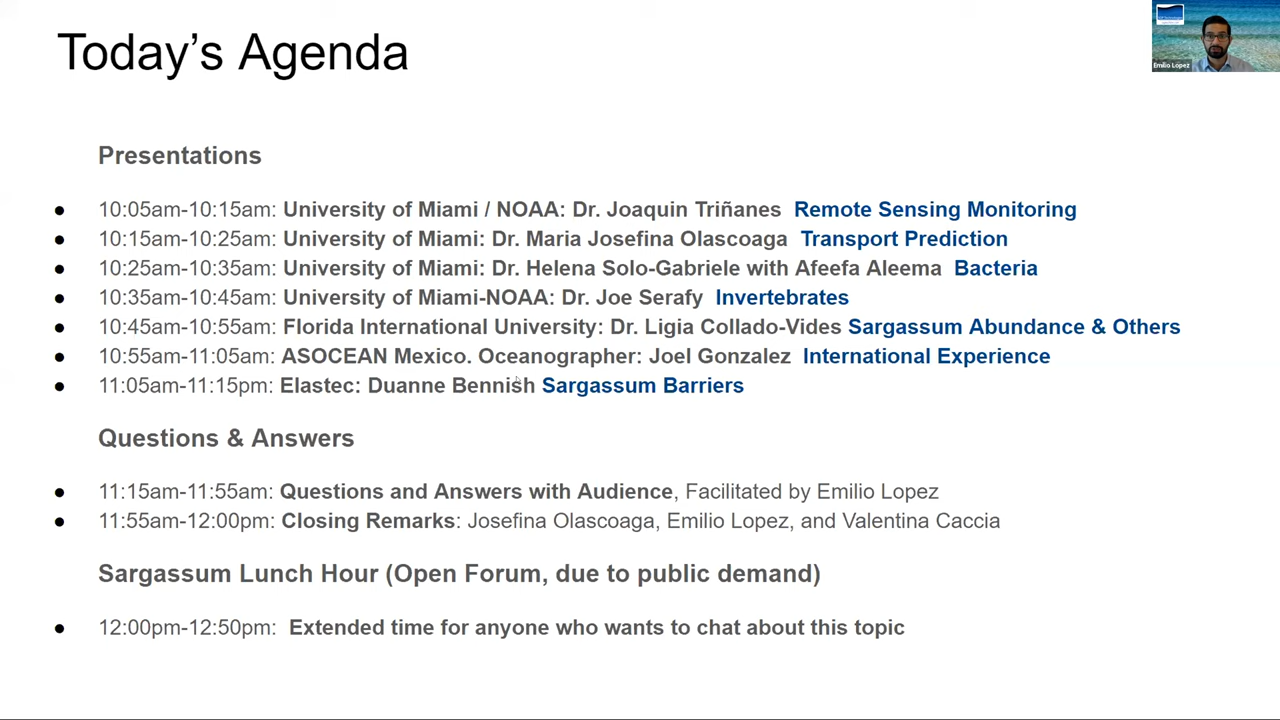 Today’s Agenda
Emilio Lopez
Presentations
● 10:05am-10:15am: University of Miami / NOAA: Dr. Joaquin Triñanes Remote Sensing Monitoring
● 10:15am-10:25am: University of Miami: Dr. Maria Josefina Olascoaga Transport Prediction
● 10:25am-10:35am: University of Miami: Dr. Helena Solo-Gabriele with Afeefa Aleema Bacteria
● 10:35am-10:45am: University of Miami-NOAA: Dr. Joe Serafy Invertebrates
● 10:45am-10:55am: Florida International University: Dr. Ligia Collado-Vides Sargassum Abundance & Others
● 10:55am-11:05am: ASOCEAN Mexico. Oceanographer: Joel Gonzalez International Experience
● 11:05am-11:15pm: Elastec: Duanne Bennish Sargassum Barriers
Questions & Answers
● 11:15am-11:55am: Questions and Answers with Audience, Facilitated by Emilio Lopez
● 11:55am-12:00pm: Closing Remarks: Josefina Olascoaga, Emilio Lopez, and Valentina Caccia
Sargassum Lunch Hour (Open Forum, due to public demand)
● 12:00pm-12:50pm: Extended time for anyone who wants to chat about this topic